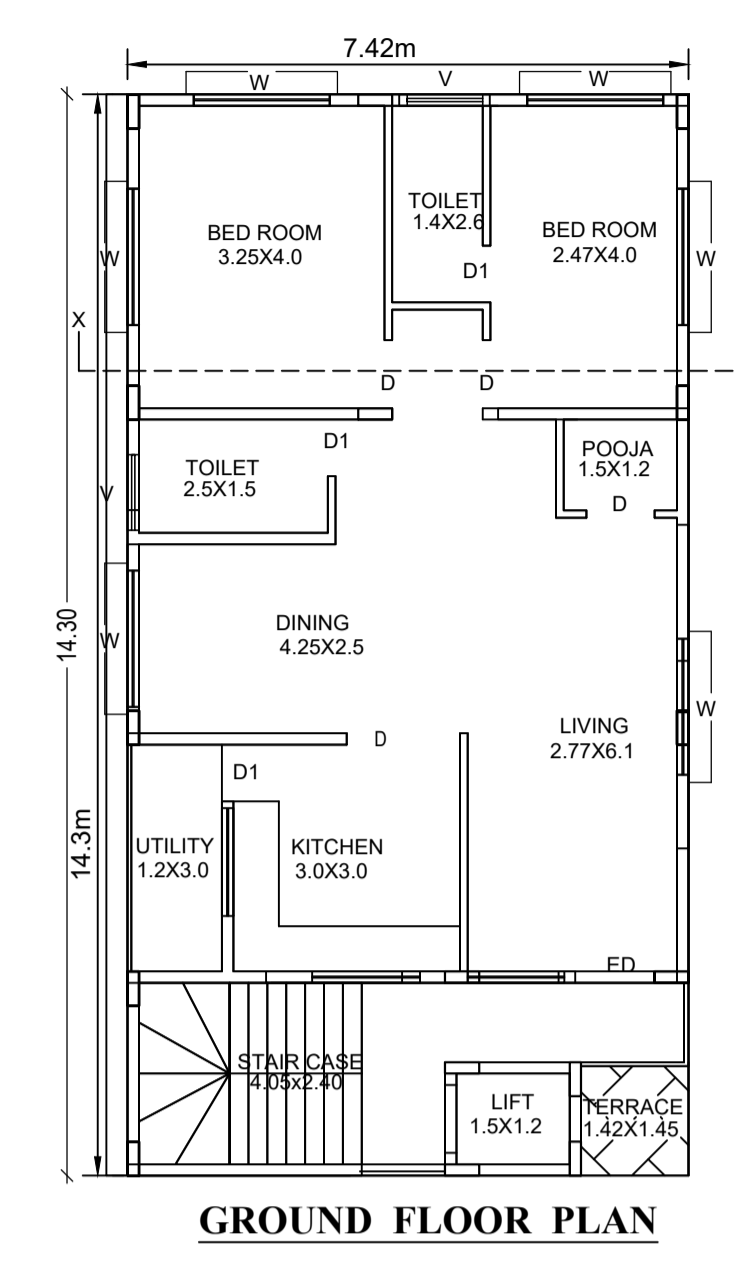 7.42m
W
V
W
TOILET
1.4X2.6
BED ROOM
3.25X4.0
BED ROOM
2.47X4.0
W
D1
W
X
D
D
D1
TOILET
2.5X1.5
POOJA
1.5X1.2
V
D
14.30
DINING
4.25X2.5
W
W
LIVING
2.77X6.1
D
D1
14.3m
UTILITY
1.2X3.0
KITCHEN
3.0X3.0
ED
STAIR CASE
4.05x2.40
LIFT
1.5X1.2
TERRACE
1.42X1.45
GROUND FLOOR PLAN